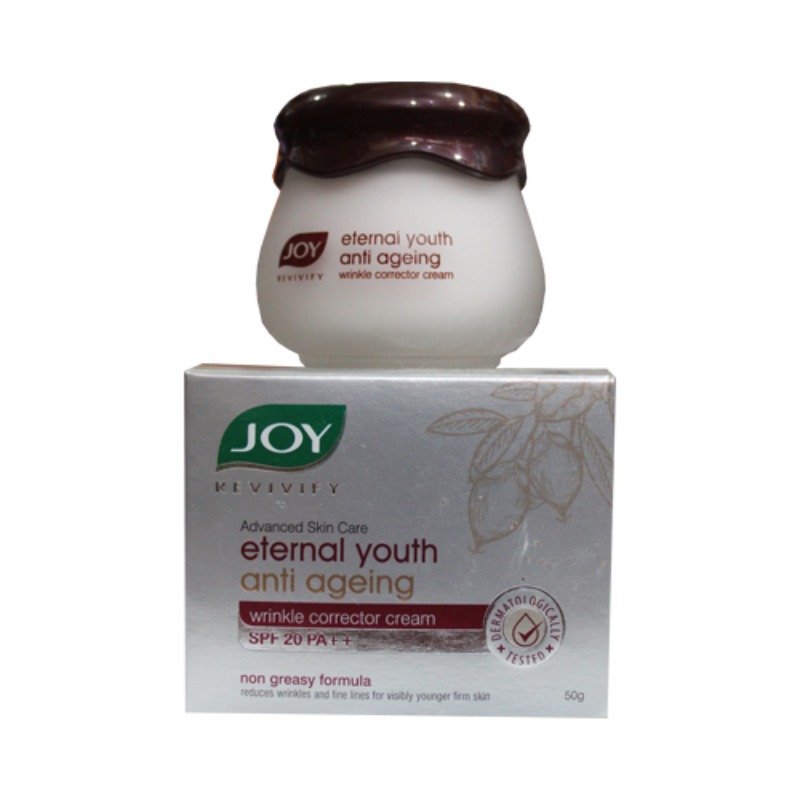 JOY
REVIVIFY
eternal youth
anti ageing
wrinkle corrector cream
JOY
REVIVIFY
Advanced Skin Care
eternal youth
anti ageing
wrinkle corrector cream
SPF 20 PA++
DERMATOLOGICALLY
TESTED
non greasy formula
reduces wrinkles and fine lines for visibly younger firm skin
50g